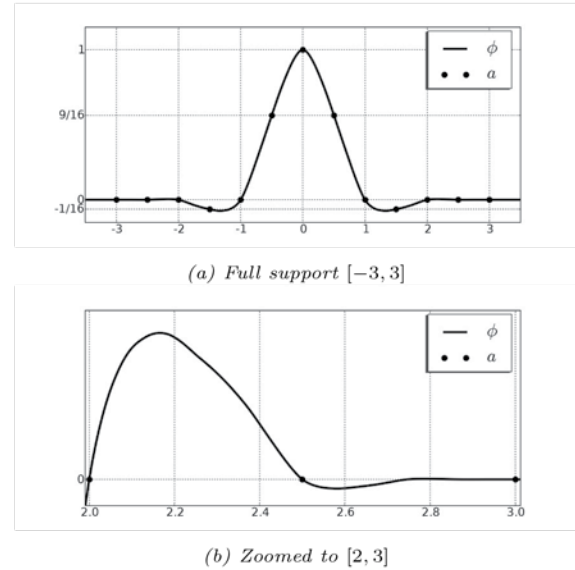 1
9/16
0
-1/16
-3 -2 -1 0 1 2 3
ϕ
a
(a) Full support [−3, 3]
0
2.0 2.2 2.4 2.6 2.8 3.0
ϕ
a
(b) Zoomed to [2, 3]